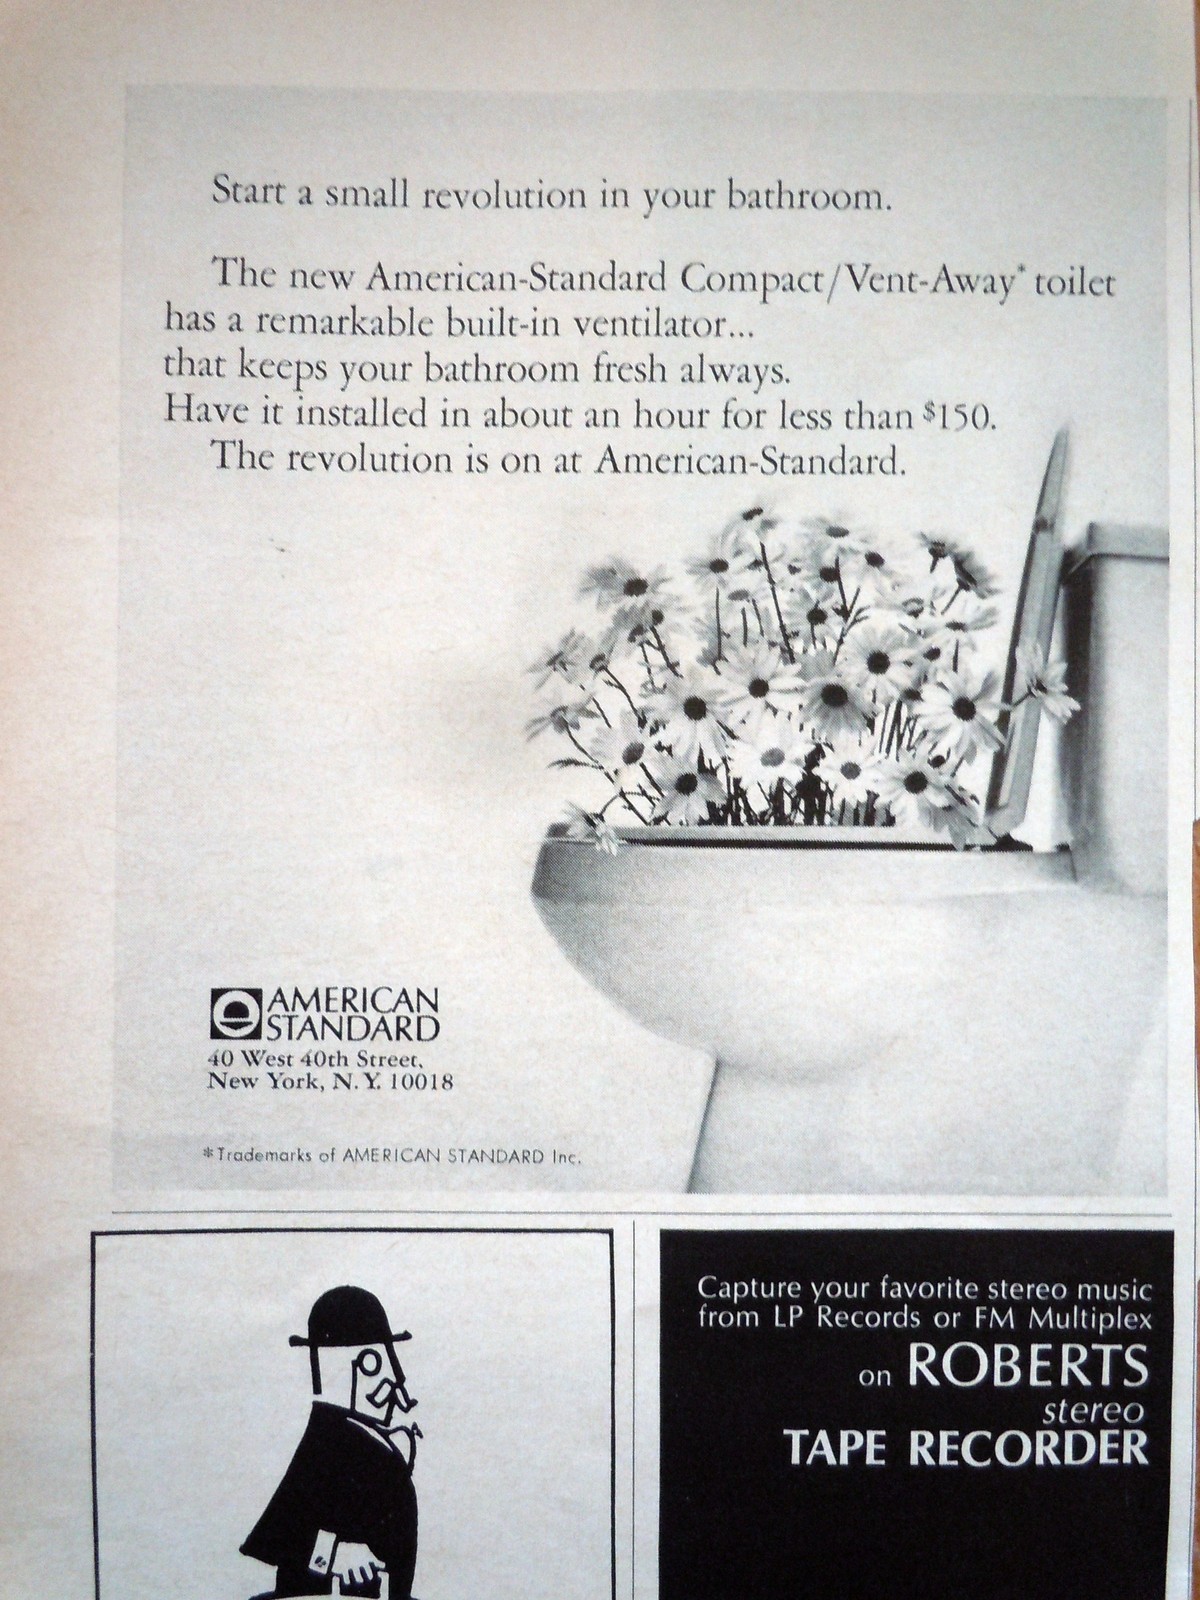 Start a small revolution in your bathroom.
The new American-Standard Compact/Vent-Away* toilet
has a remarkable built-in ventilator...
that keeps your bathroom fresh always.
Have it installed in about an hour for less than $150.
The revolution is on at American-Standard.
AMERICAN
STANDARD
40 West 40th Street,
New York, N.Y. 10018
*Trademarks of AMERICAN STANDARD Inc.
Capture your favorite stereo music
from LP Records or FM Multiplex
on ROBERTS
stereo
TAPE RECORDER